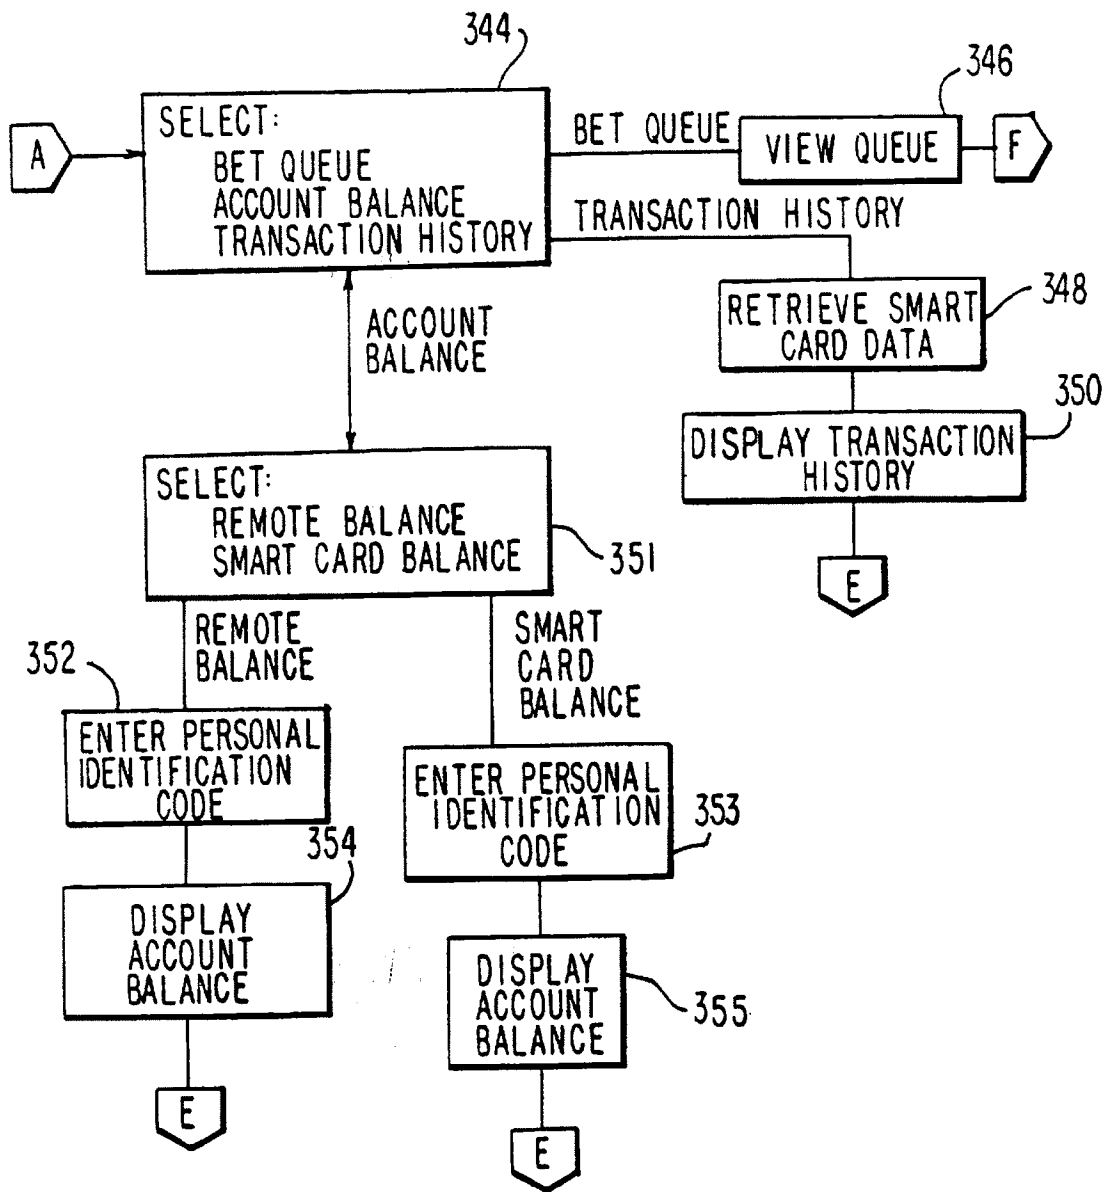 344
346
A
SELECT:
BET QUEUE
ACCOUNT BALANCE
TRANSACTION HISTORY
BET QUEUE
VIEW QUEUE
F
TRANSACTION HISTORY
348
RETRIEVE SMART
CARD DATA
350
DISPLAY TRANSACTION
HISTORY
E
ACCOUNT
BALANCE
SELECT:
REMOTE BALANCE
SMART CARD BALANCE
351
REMOTE
BALANCE
SMART
CARD
BALANCE
352
ENTER PERSONAL
IDENTIFICATION
CODE
354
DISPLAY
ACCOUNT
BALANCE
E
ENTER PERSONAL
IDENTIFICATION
CODE
353
DISPLAY
ACCOUNT
BALANCE
355
E